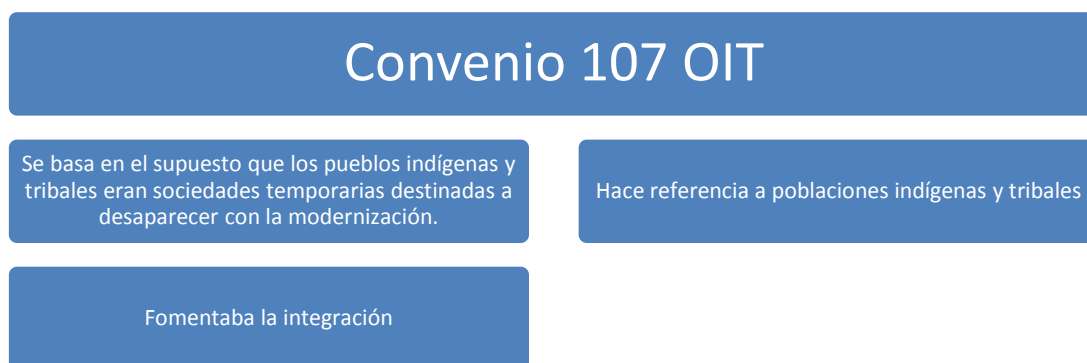 Convenio 107 OIT
Se basa en el supuesto que los pueblos indígenas y
tribales eran sociedades temporarias destinadas a
desaparecer con la modernización.
Hace referencia a poblaciones indígenas y tribales
Fomentaba la integración